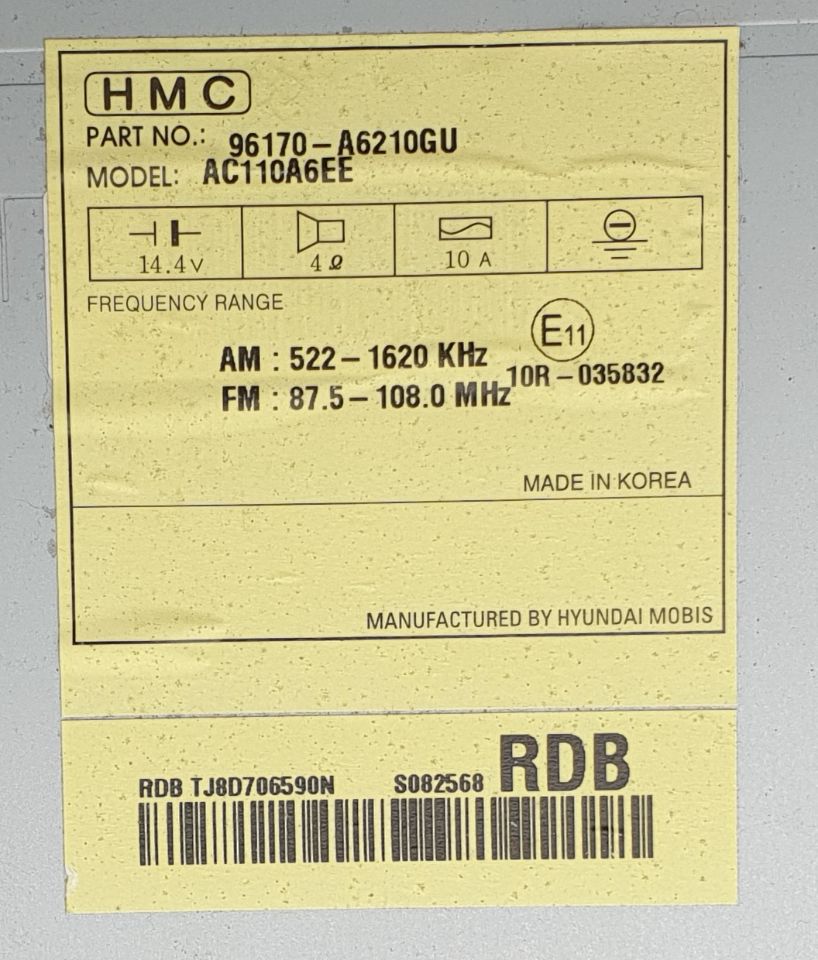 HMC
PART NO.: 96170-A6210GU
MODEL: AC110A6EE
14.4V 4Ω 10 A
FREQUENCY RANGE
E11
AM : 522-1620 KHz
10R-035832
FM : 87.5-108.0 MHz
MADE IN KOREA
MANUFACTURED BY HYUNDAI MOBIS
RDB TJ8D706590N S082568 RDB